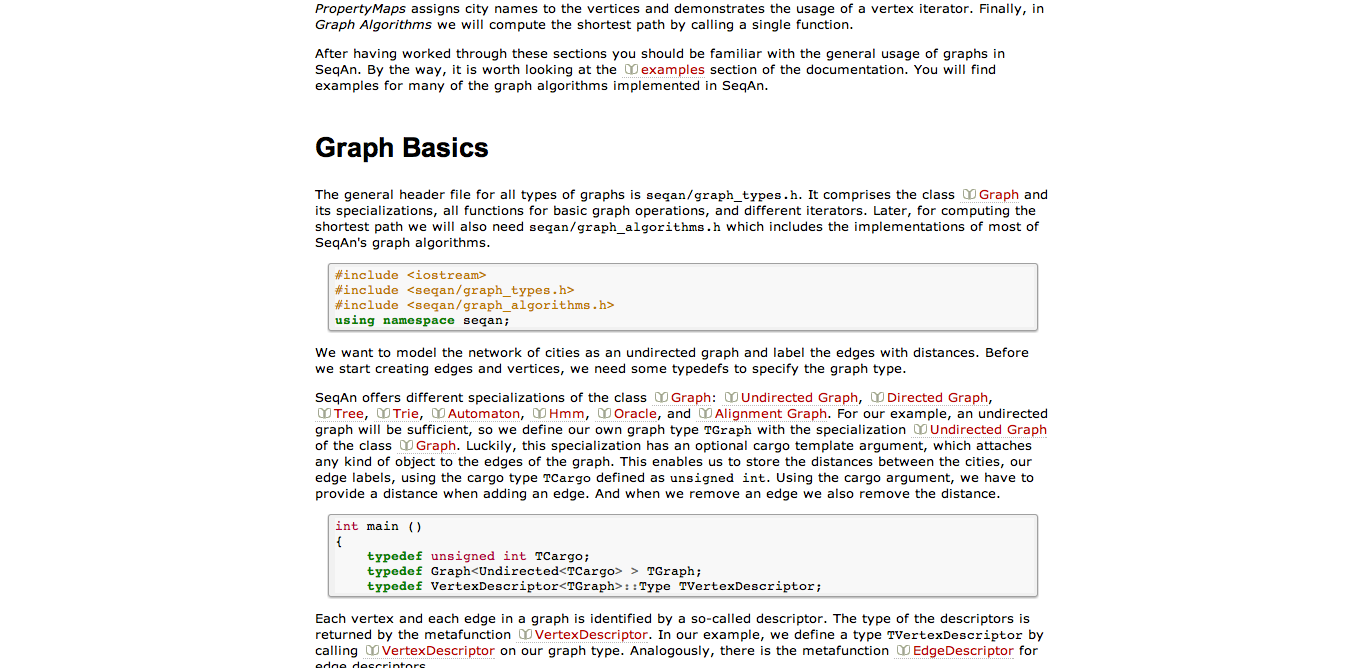 PropertyMaps assigns city names to the vertices and demonstrates the usage of a vertex iterator. Finally, in
Graph Algorithms we will compute the shortest path by calling a single function.
After having worked through these sections you should be familiar with the general usage of graphs in
SeqAn. By the way, it is worth looking at the examples section of the documentation. You will find
examples for many of the graph algorithms implemented in SeqAn.
Graph Basics
The general header file for all types of graphs is seqan/graph_types.h. It comprises the class Graph and
its specializations, all functions for basic graph operations, and different iterators. Later, for computing the
shortest path we will also need seqan/graph_algorithms.h which includes the implementations of most of
SeqAn's graph algorithms.
#include <iostream>
#include <seqan/graph_types.h>
#include <seqan/graph_algorithms.h>
using namespace seqan;
We want to model the network of cities as an undirected graph and label the edges with distances. Before
we start creating edges and vertices, we need some typedefs to specify the graph type.
SeqAn offers different specializations of the class Graph: Undirected Graph, Directed Graph,
Tree, Trie, Automaton, Hmm, Oracle, and Alignment Graph. For our example, an undirected
graph will be sufficient, so we define our own graph type TGraph with the specialization Undirected Graph
of the class Graph. Luckily, this specialization has an optional cargo template argument, which attaches
any kind of object to the edges of the graph. This enables us to store the distances between the cities, our
edge labels, using the cargo type TCargo defined as unsigned int. Using the cargo argument, we have to
provide a distance when adding an edge. And when we remove an edge we also remove the distance.
int main ()
{
    typedef unsigned int TCargo;
    typedef Graph<Undirected<TCargo> > TGraph;
    typedef VertexDescriptor<TGraph>::Type TVertexDescriptor;
Each vertex and each edge in a graph is identified by a so-called descriptor. The type of the descriptors is
returned by the metafunction VertexDescriptor. In our example, we define a type TVertexDescriptor by
calling VertexDescriptor on our graph type. Analogously, there is the metafunction EdgeDescriptor for
edge descriptors.